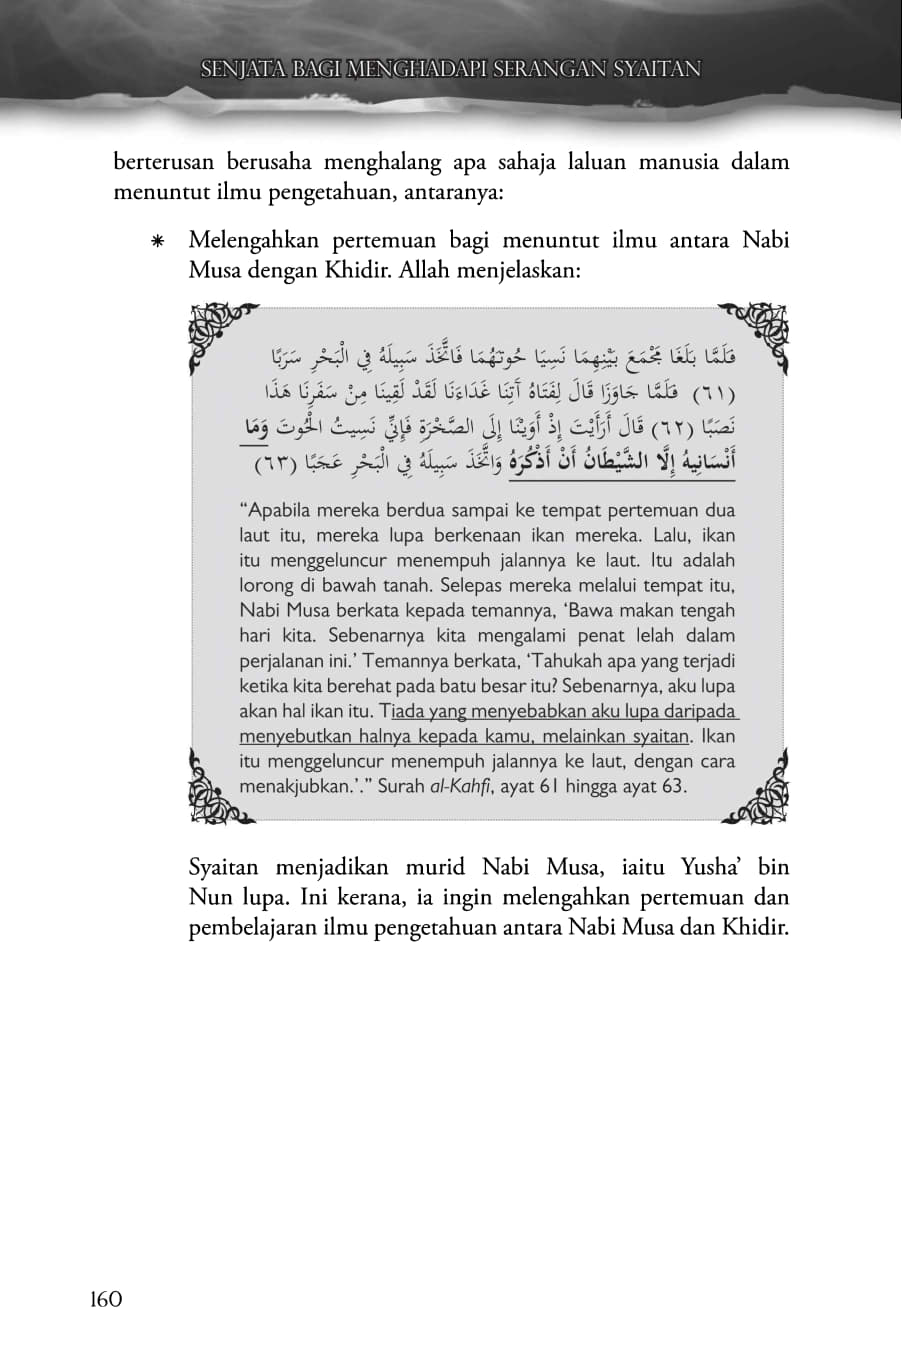 SENJATA BAGI MENGHADAPI SERANGAN SYAITAN
berterusan berusaha menghalang apa sahaja laluan manusia dalam
menuntut ilmu pengetahuan, antaranya:
* Melengahkan pertemuan bagi menuntut ilmu antara Nabi
Musa dengan Khidir. Allah menjelaskan:
فَلَمَّا بَلَغَا مَجْمَعَ بَيْنِهِمَا نَسِيَا حُوتَهُمَا فَاتَّخَذَ سَبِيلَهُ فِي الْبَحْرِ سَرَبًا
(٦١) فَلَمَّا جَاوَزَا قَالَ لِفَتَاهُ آتِنَا غَدَاءَنَا لَقَدْ لَقِينَا مِنْ سَفَرِنَا هَذَا
نَصَبًا (٦٢) قَالَ أَرَأَيْتَ إِذْ أَوَيْنَا إِلَى الصَّخْرَةِ فَإِنِّي نَسِيتُ الْحُوتَ وَمَا
أَنْسَانِيهُ إِلَّا الشَّيْطَانُ أَنْ أَذْكُرَهُ وَاتَّخَذَ سَبِيلَهُ فِي الْبَحْرِ عَجَبًا (٦٣)
“Apabila mereka berdua sampai ke tempat pertemuan dua
laut itu, mereka lupa berkenaan ikan mereka. Lalu, ikan
itu menggeluncur menempuh jalannya ke laut. Itu adalah
lorong di bawah tanah. Selepas mereka melalui tempat itu,
Nabi Musa berkata kepada temannya, ‘Bawa makan tengah
hari kita. Sebenarnya kita mengalami penat lelah dalam
perjalanan ini.’ Temannya berkata, ‘Tahukah apa yang terjadi
ketika kita berehat pada batu besar itu? Sebenarnya, aku lupa
akan hal ikan itu. Tiada yang menyebabkan aku lupa daripada
menyebutkan halnya kepada kamu, melainkan syaitan. Ikan
itu menggeluncur menempuh jalannya ke laut, dengan cara
menakjubkan.’.” Surah al-Kahfi, ayat 61 hingga ayat 63.
Syaitan menjadikan murid Nabi Musa, iaitu Yusha’ bin
Nun lupa. Ini kerana, ia ingin melengahkan pertemuan dan
pembelajaran ilmu pengetahuan antara Nabi Musa dan Khidir.
160